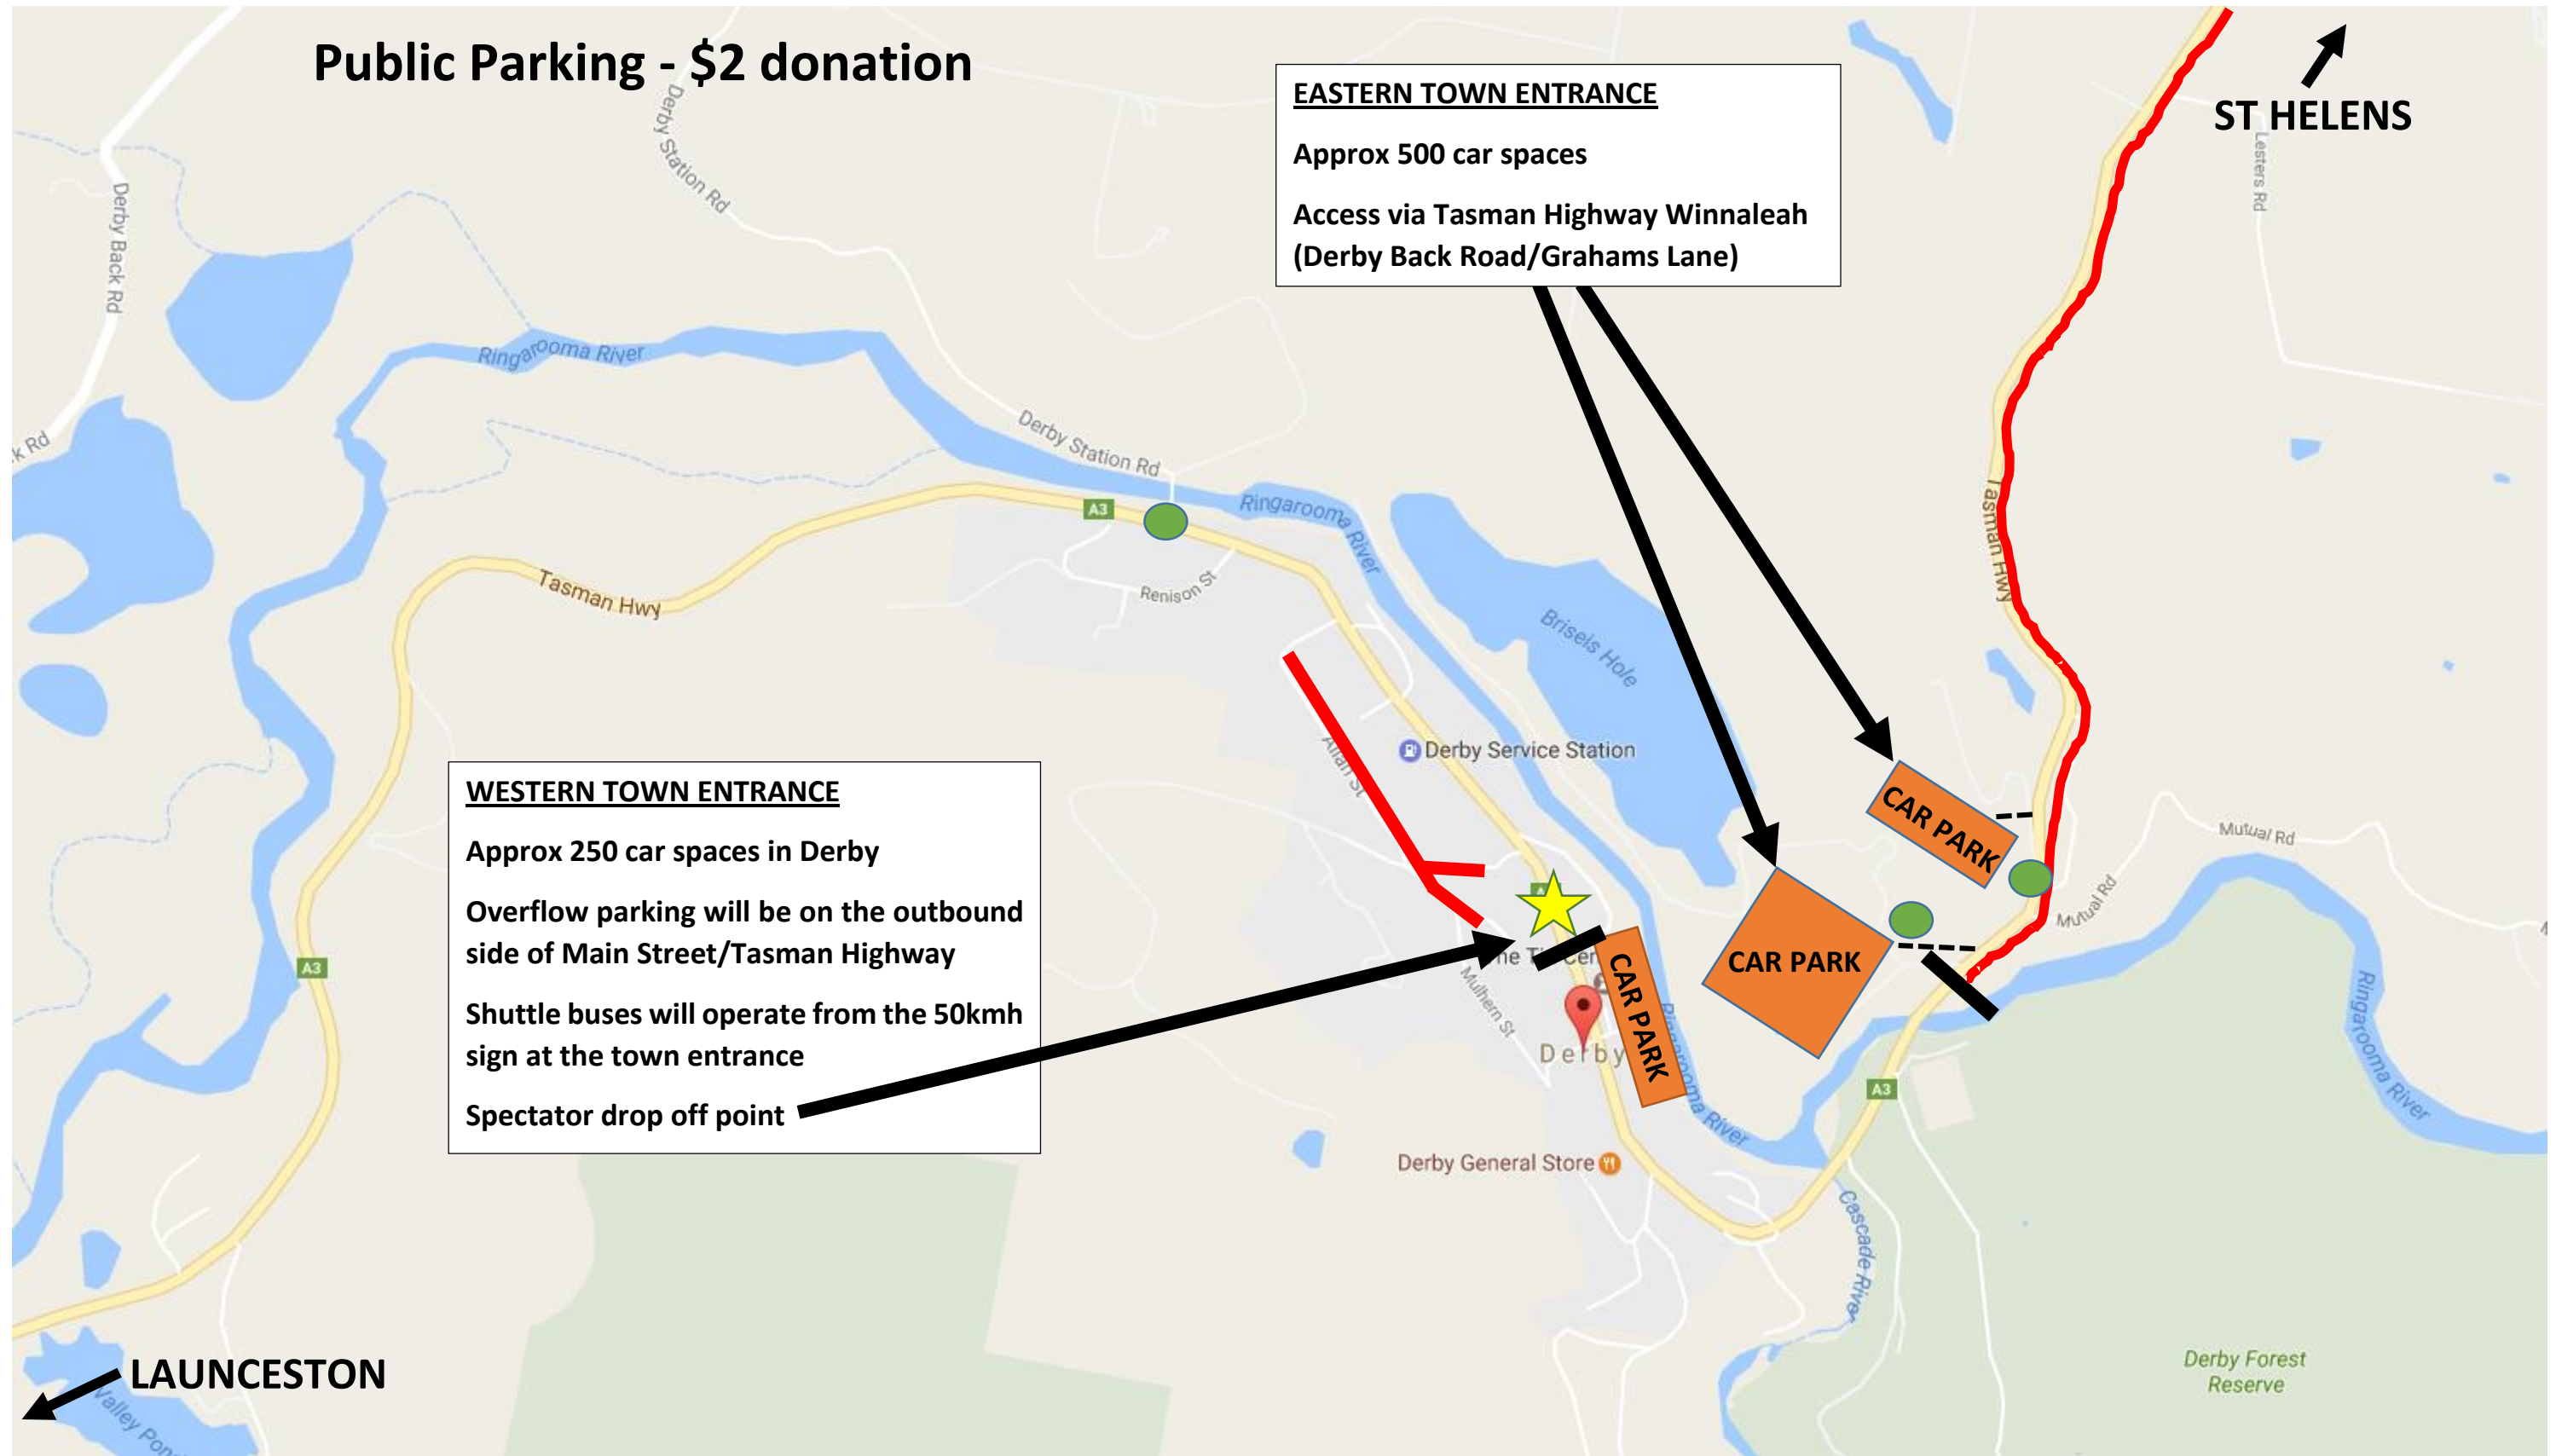 Public Parking - $2 donation
EASTERN TOWN ENTRANCE
Approx 500 car spaces
Access via Tasman Highway Winnaleah
(Derby Back Road/Grahams Lane)
ST HELENS
Lesters Rd
Derby Station Rd
Derby Back Rd
k Rd
Ringarooma River
Derby Station Rd
A3
Ringarooma River
Renison St
Tasman Hwy
Tasman Hwy
Brisels Hole
Allan St
Derby Service Station
WESTERN TOWN ENTRANCE
Approx 250 car spaces in Derby
Overflow parking will be on the outbound
side of Main Street/Tasman Highway
Shuttle buses will operate from the 50kmh
sign at the town entrance
Spectator drop off point
CAR PARK
Mutual Rd
Mutual Rd
CAR PARK
CAR PARK
A3
Mulhern St
Derby
Ringarooma River
Ringarooma River
A3
Derby General Store
Cascade River
Derby Forest
Reserve
LAUNCESTON
Valley Pon